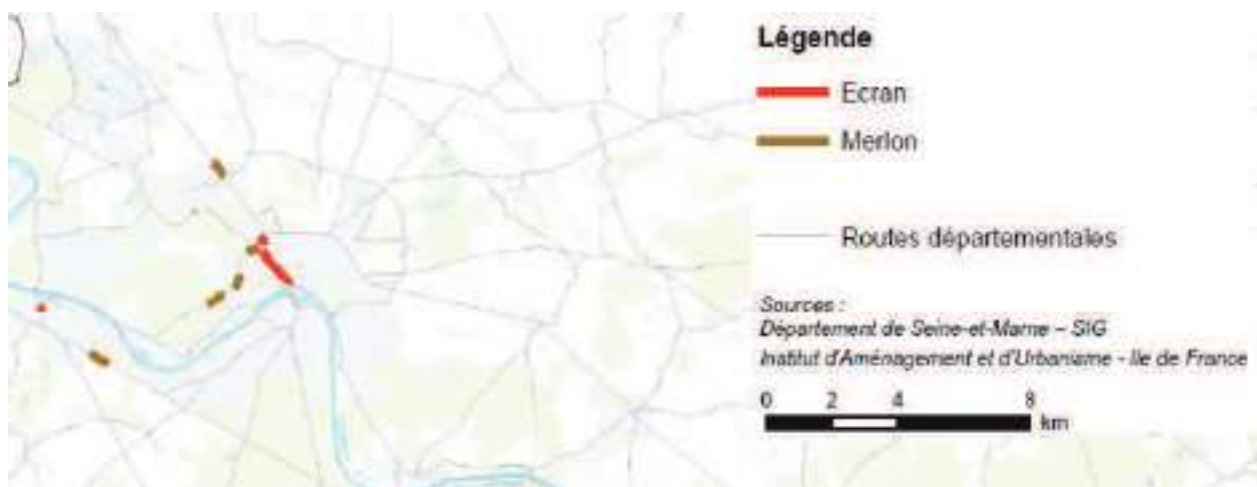 Légende
Ecran
Merlon
Routes départementales
Sources :
Département de Seine-et-Marne – SIG
Institut d'Aménagement et d'Urbanisme - Ile de France
0 2 4 8
km